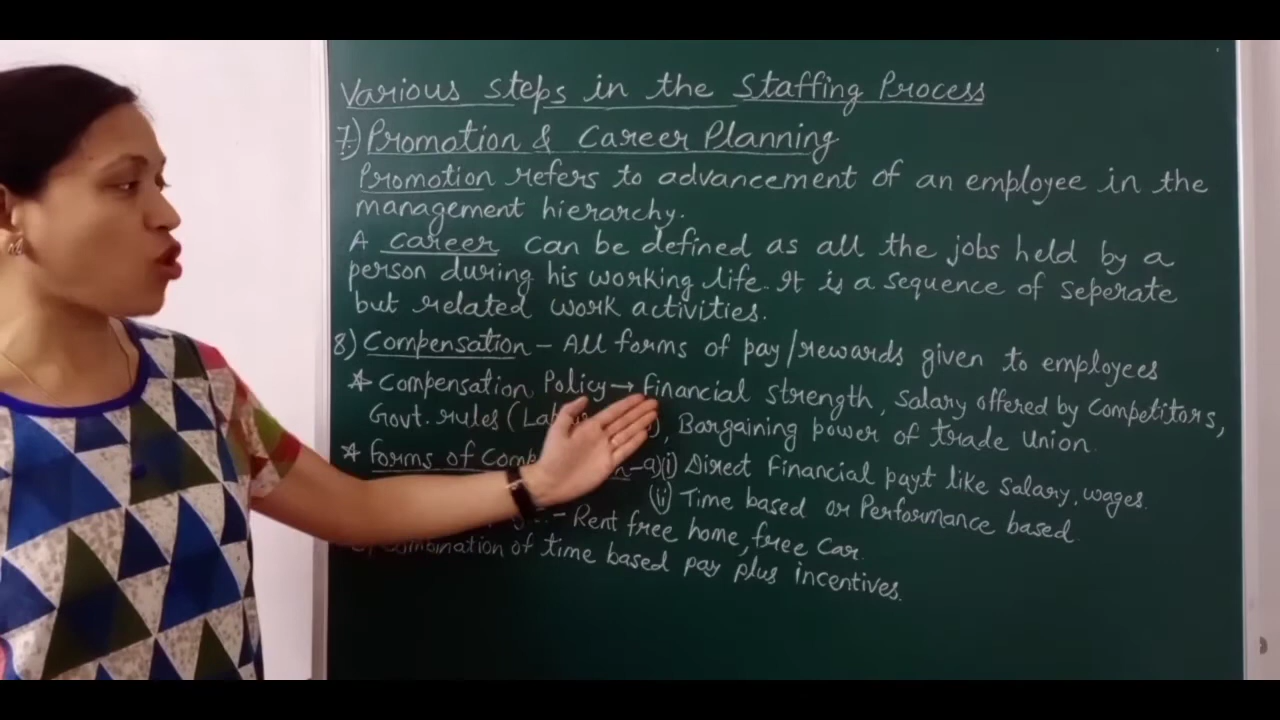 Various steps in the Staffing Process
7.) Promotion & Career Planning
Promotion refers to advancement of an employee in the
management hierarchy.
A career can be defined as all the jobs held by a
person during his working life. It is a sequence of seperate
but related work activities.
8) Compensation - All forms of pay/rewards given to employees
* Compensation Policy → Financial strength, Salary offered by Competitors,
Govt. rules ( Bargaining power of trade Union.
* forms of a)(i) Direct Financial payt like salary, wages.
(ii) Time based or Performance based.
- Rent free home, free Car.
combination of time based pay plus incentives.